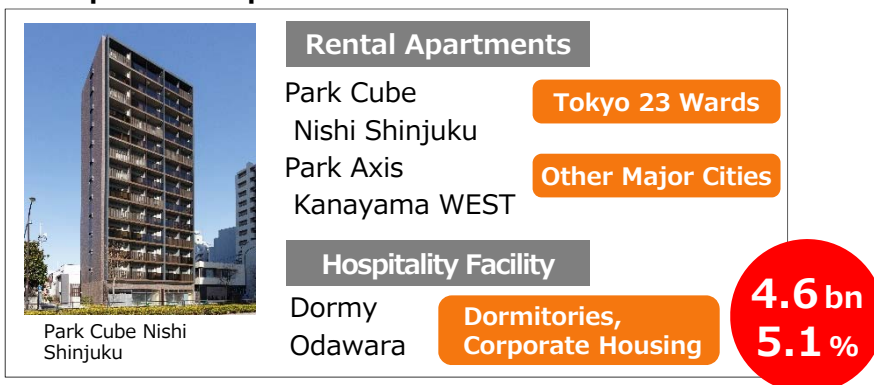 Rental Apartments
Park Cube
Nishi Shinjuku
Tokyo 23 Wards
Park Axis
Kanayama WEST
Other Major Cities
Hospitality Facility
Dormy
Odawara
Dormitories,
Corporate Housing
4.6 bn
5.1 %
Park Cube Nishi
Shinjuku